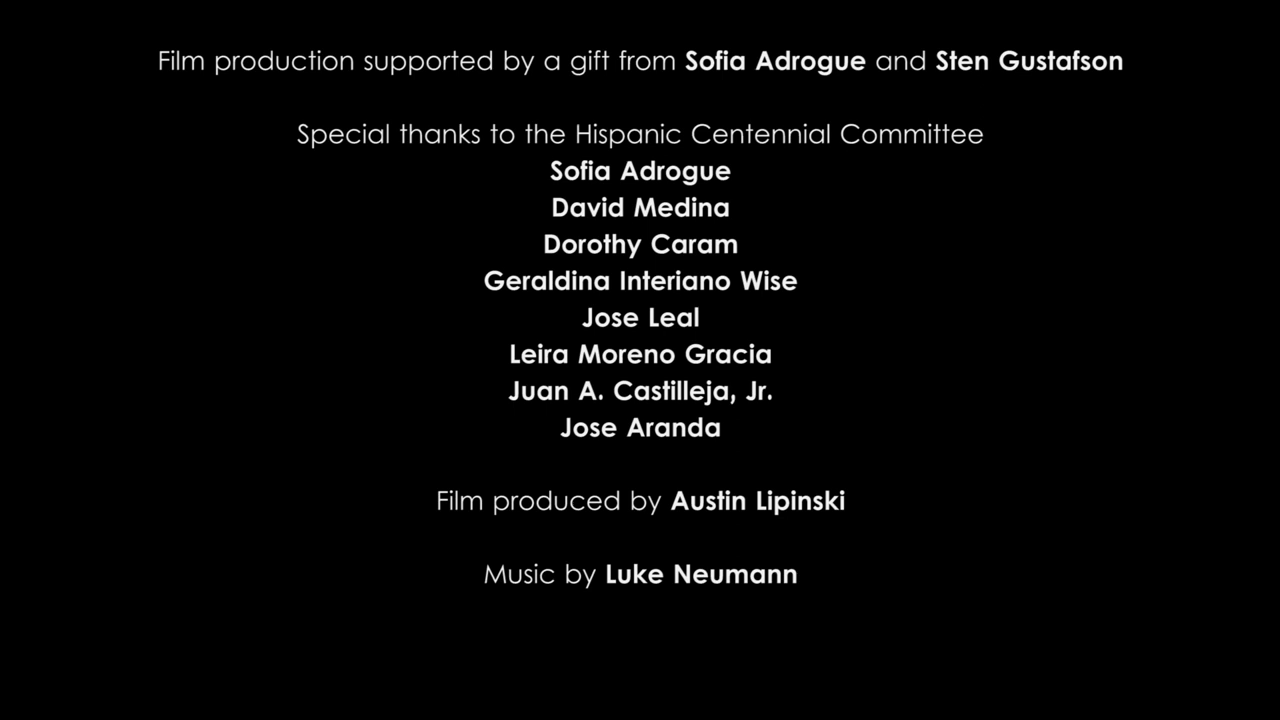 Film production supported by a gift from Sofia Adrogue and Sten Gustafson
Special thanks to the Hispanic Centennial Committee
Sofia Adrogue
David Medina
Dorothy Caram
Geraldina Interiano Wise
Jose Leal
Leira Moreno Gracia
Juan A. Castilleja, Jr.
Jose Aranda
Film produced by Austin Lipinski
Music by Luke Neumann